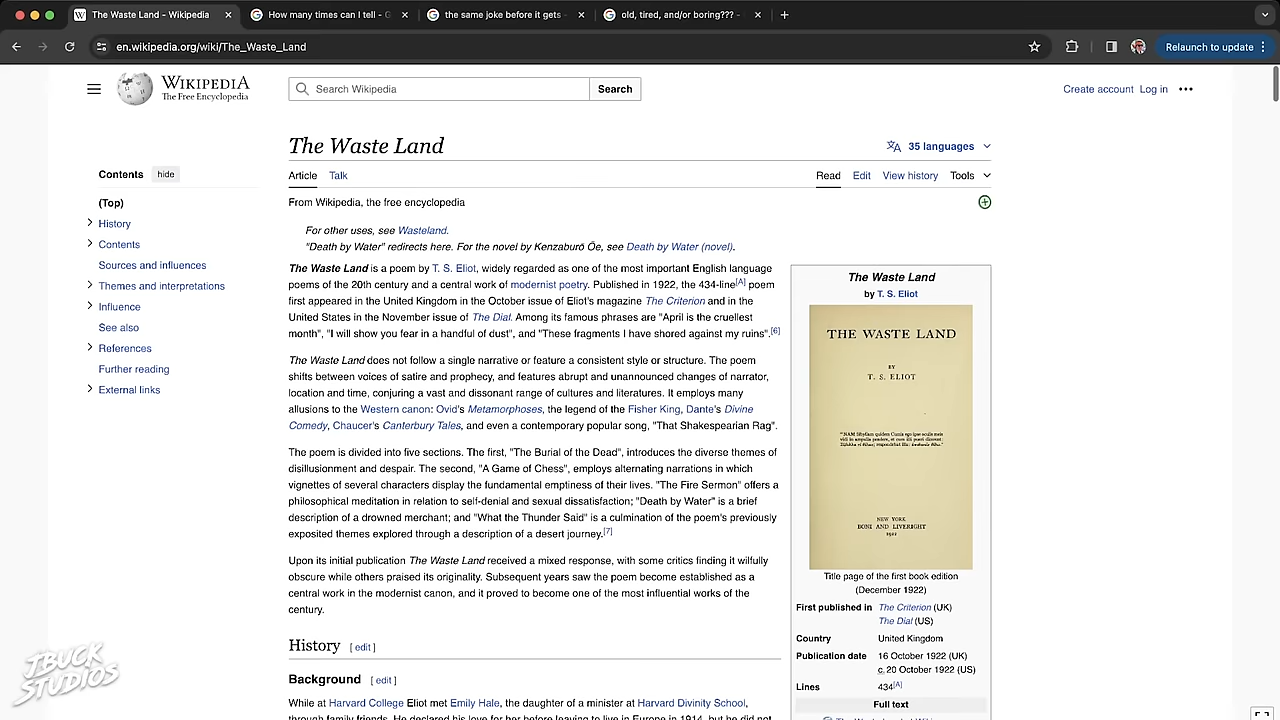 The Waste Land - Wikipedia
How many times can I tell - G
the same joke before it gets -
old, tired, and/or boring??? -
en.wikipedia.org/wiki/The_Waste_Land
Relaunch to update
WIKIPEDIA
The Free Encyclopedia
Search Wikipedia
Search
Create account Log in
The Waste Land
35 languages
Contents hide
(Top)
History
Contents
Sources and influences
Themes and interpretations
Influence
See also
References
Further reading
External links
Article Talk
Read Edit View history Tools
From Wikipedia, the free encyclopedia
For other uses, see Wasteland.
"Death by Water" redirects here. For the novel by Kenzaburō Ōe, see Death by Water (novel).
The Waste Land is a poem by T. S. Eliot, widely regarded as one of the most important English language
poems of the 20th century and a central work of modernist poetry. Published in 1922, the 434-line[A] poem
first appeared in the United Kingdom in the October issue of Eliot's magazine The Criterion and in the
United States in the November issue of The Dial. Among its famous phrases are "April is the cruellest
month", "I will show you fear in a handful of dust", and "These fragments I have shored against my ruins".[6]
The Waste Land does not follow a single narrative or feature a consistent style or structure. The poem
shifts between voices of satire and prophecy, and features abrupt and unannounced changes of narrator,
location and time, conjuring a vast and dissonant range of cultures and literatures. It employs many
allusions to the Western canon: Ovid's Metamorphoses, the legend of the Fisher King, Dante's Divine
Comedy, Chaucer's Canterbury Tales, and even a contemporary popular song, "That Shakespearian Rag".
The poem is divided into five sections. The first, "The Burial of the Dead", introduces the diverse themes of
disillusionment and despair. The second, "A Game of Chess", employs alternating narrations in which
vignettes of several characters display the fundamental emptiness of their lives. "The Fire Sermon" offers a
philosophical meditation in relation to self-denial and sexual dissatisfaction; "Death by Water" is a brief
description of a drowned merchant; and "What the Thunder Said" is a culmination of the poem's previously
exposited themes explored through a description of a desert journey.[7]
Upon its initial publication The Waste Land received a mixed response, with some critics finding it wilfully
obscure while others praised its originality. Subsequent years saw the poem become established as a
central work in the modernist canon, and it proved to become one of the most influential works of the
century.
History [ edit ]
Background [ edit ]
While at Harvard College Eliot met Emily Hale, the daughter of a minister at Harvard Divinity School,
through family friends. He declared his love for her before leaving to live in Europe in 1914, but he did not
The Waste Land
by T. S. Eliot
THE WASTE LAND
BY
T. S. ELIOT
NEW YORK
BONI AND LIVERIGHT
1922
Title page of the first book edition
(December 1922)
First published in The Criterion (UK)
The Dial (US)
Country United Kingdom
Publication date 16 October 1922 (UK)
c. 20 October 1922 (US)
Lines 434[A]
Full text
JBUCK
STUDIOS